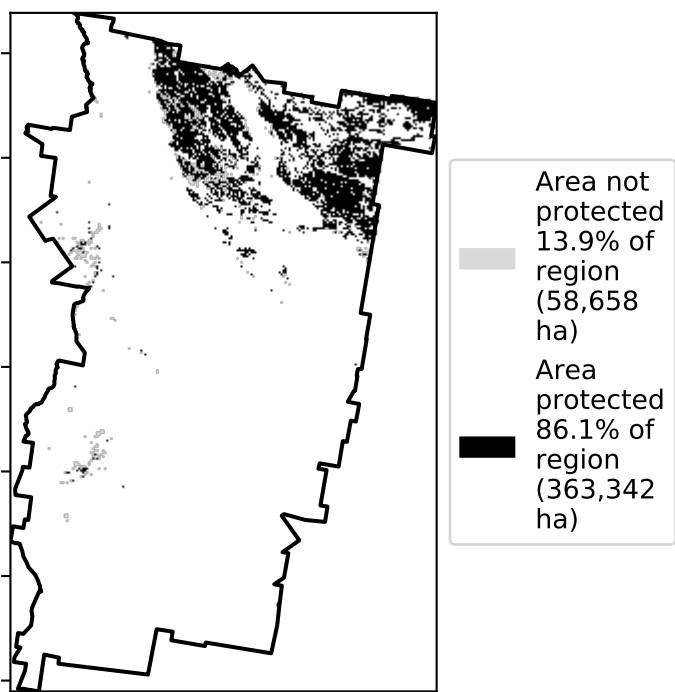 Area not
protected
13.9% of
region
(58,658
ha)
Area
protected
86.1% of
region
(363,342
ha)